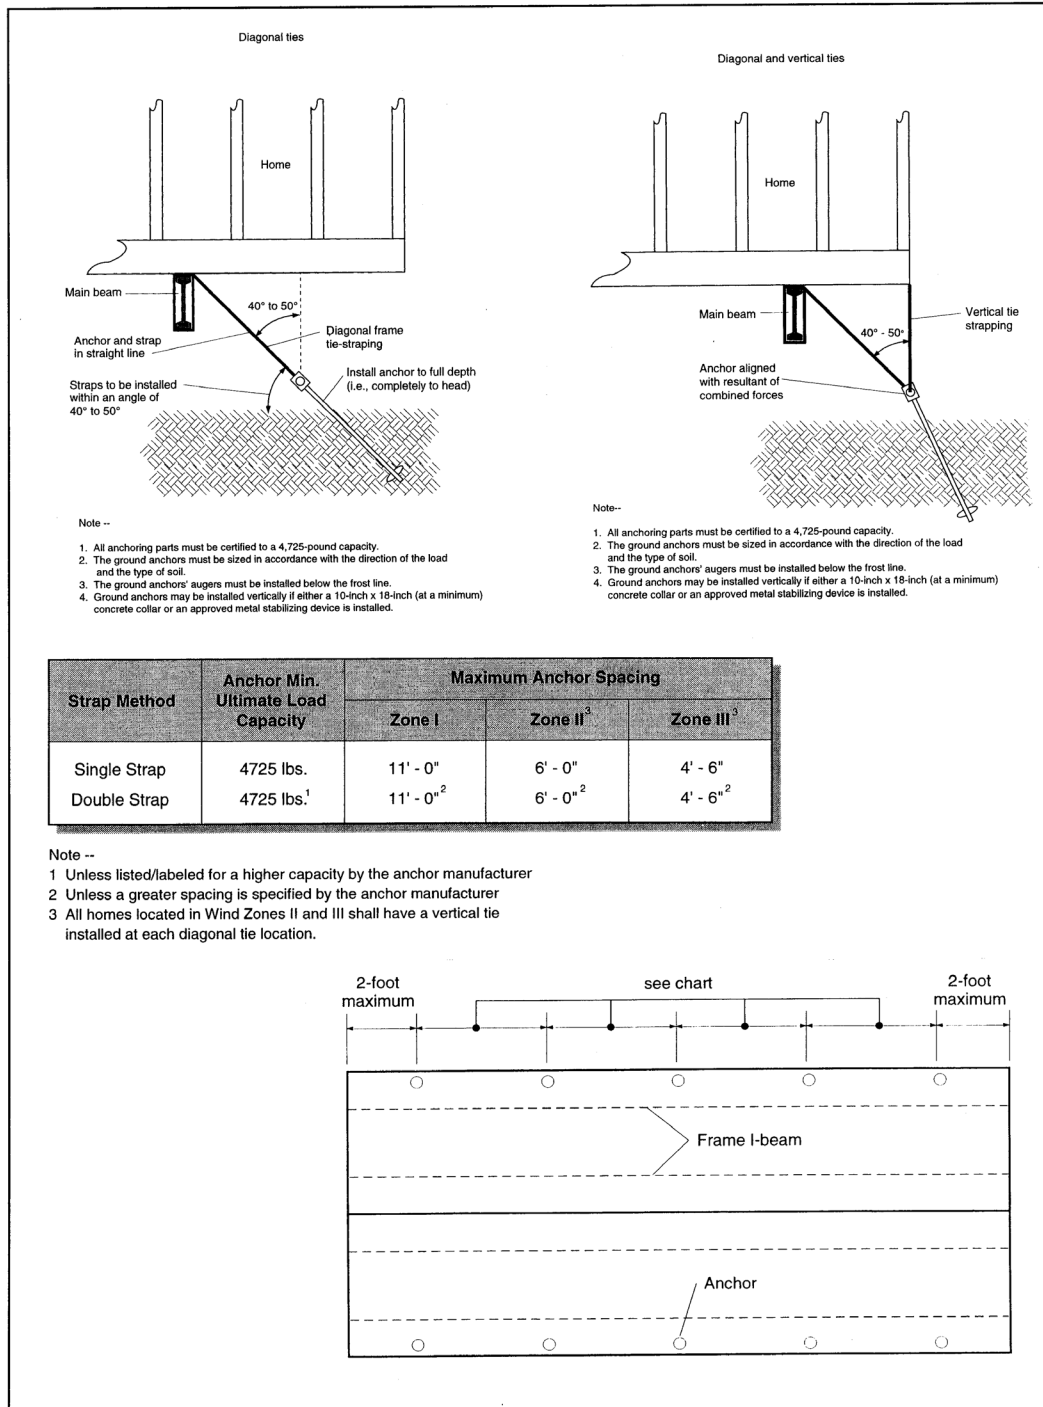 Diagonal ties
Home
Main beam
40° to 50°
Anchor and strap
in straight line
Diagonal frame
tie-straping
Straps to be installed
within an angle of
40° to 50°
Install anchor to full depth
(i.e., completely to head)
Note --
1. All anchoring parts must be certified to a 4,725-pound capacity.
2. The ground anchors must be sized in accordance with the direction of the load
and the type of soil.
3. The ground anchors' augers must be installed below the frost line.
4. Ground anchors may be installed vertically if either a 10-inch x 18-inch (at a minimum)
concrete collar or an approved metal stabilizing device is installed.
Diagonal and vertical ties
Home
Main beam
40° - 50°
Vertical tie
strapping
Anchor aligned
with resultant of
combined forces
Note--
1. All anchoring parts must be certified to a 4,725-pound capacity.
2. The ground anchors must be sized in accordance with the direction of the load
and the type of soil.
3. The ground anchors' augers must be installed below the frost line.
4. Ground anchors may be installed vertically if either a 10-inch x 18-inch (at a minimum)
concrete collar or an approved metal stabilizing device is installed.
Strap Method
Anchor Min.
Ultimate Load
Capacity
Maximum Anchor Spacing
Zone I
Zone II³
Zone III³
Single Strap 4725 lbs. 11' - 0" 6' - 0" 4' - 6"
Double Strap 4725 lbs.¹ 11' - 0"² 6' - 0"² 4' - 6"²
Note --
1 Unless listed/labeled for a higher capacity by the anchor manufacturer
2 Unless a greater spacing is specified by the anchor manufacturer
3 All homes located in Wind Zones II and III shall have a vertical tie
installed at each diagonal tie location.
2-foot
maximum
see chart
2-foot
maximum
Frame I-beam
Anchor